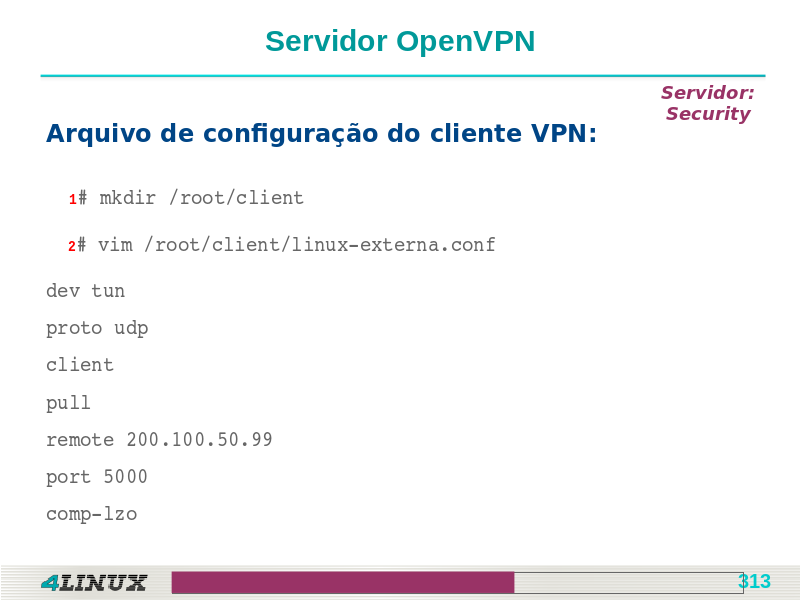 Servidor OpenVPN
Servidor:
Security
Arquivo de configuração do cliente VPN:
1# mkdir /root/client
2# vim /root/client/linux-externa.conf
dev tun
proto udp
client
pull
remote 200.100.50.99
port 5000
comp-lzo
4LINUX
313